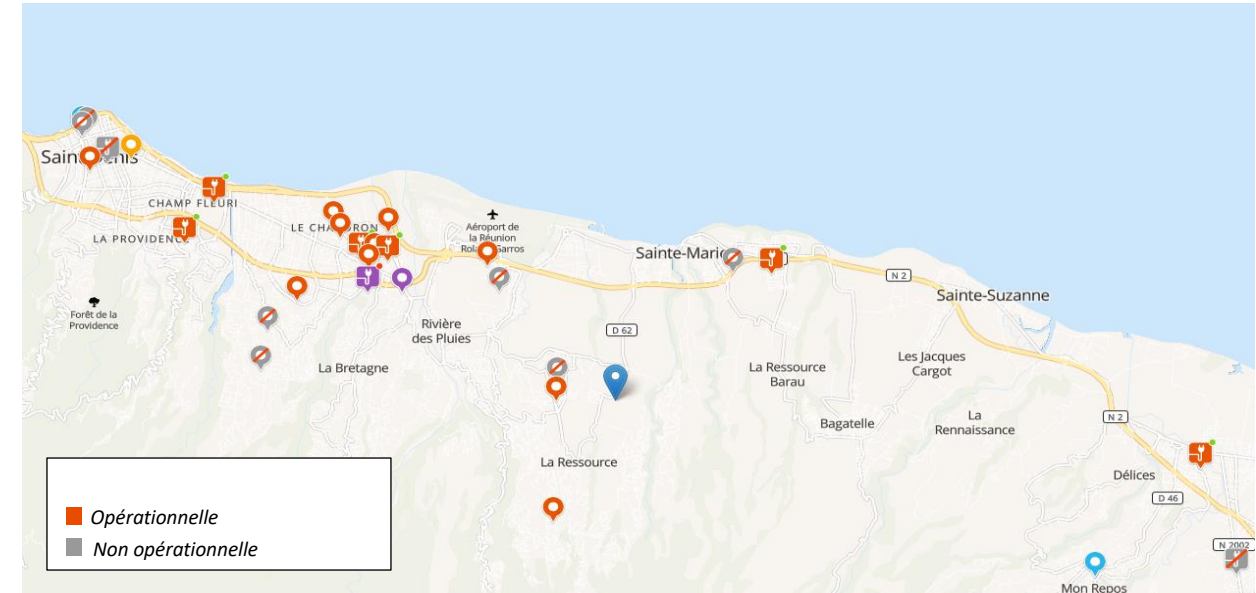 Saint-Denis
CHAMP FLEURI
LA PROVIDENCE
LE CHAUDRON
Aéroport de
la Réunion
Roland Garros
Sainte-Marie
N 2
Sainte-Suzanne
Forêt de la
Providence
Rivière
des Pluies
D 62
La Bretagne
La Ressource
Barau
Les Jacques
Cargot
Bagatelle
La
Rennaissance
N 2
La Ressource
Délices
D 46
Opérationnelle
Non opérationnelle
N 2002
Mon Repos